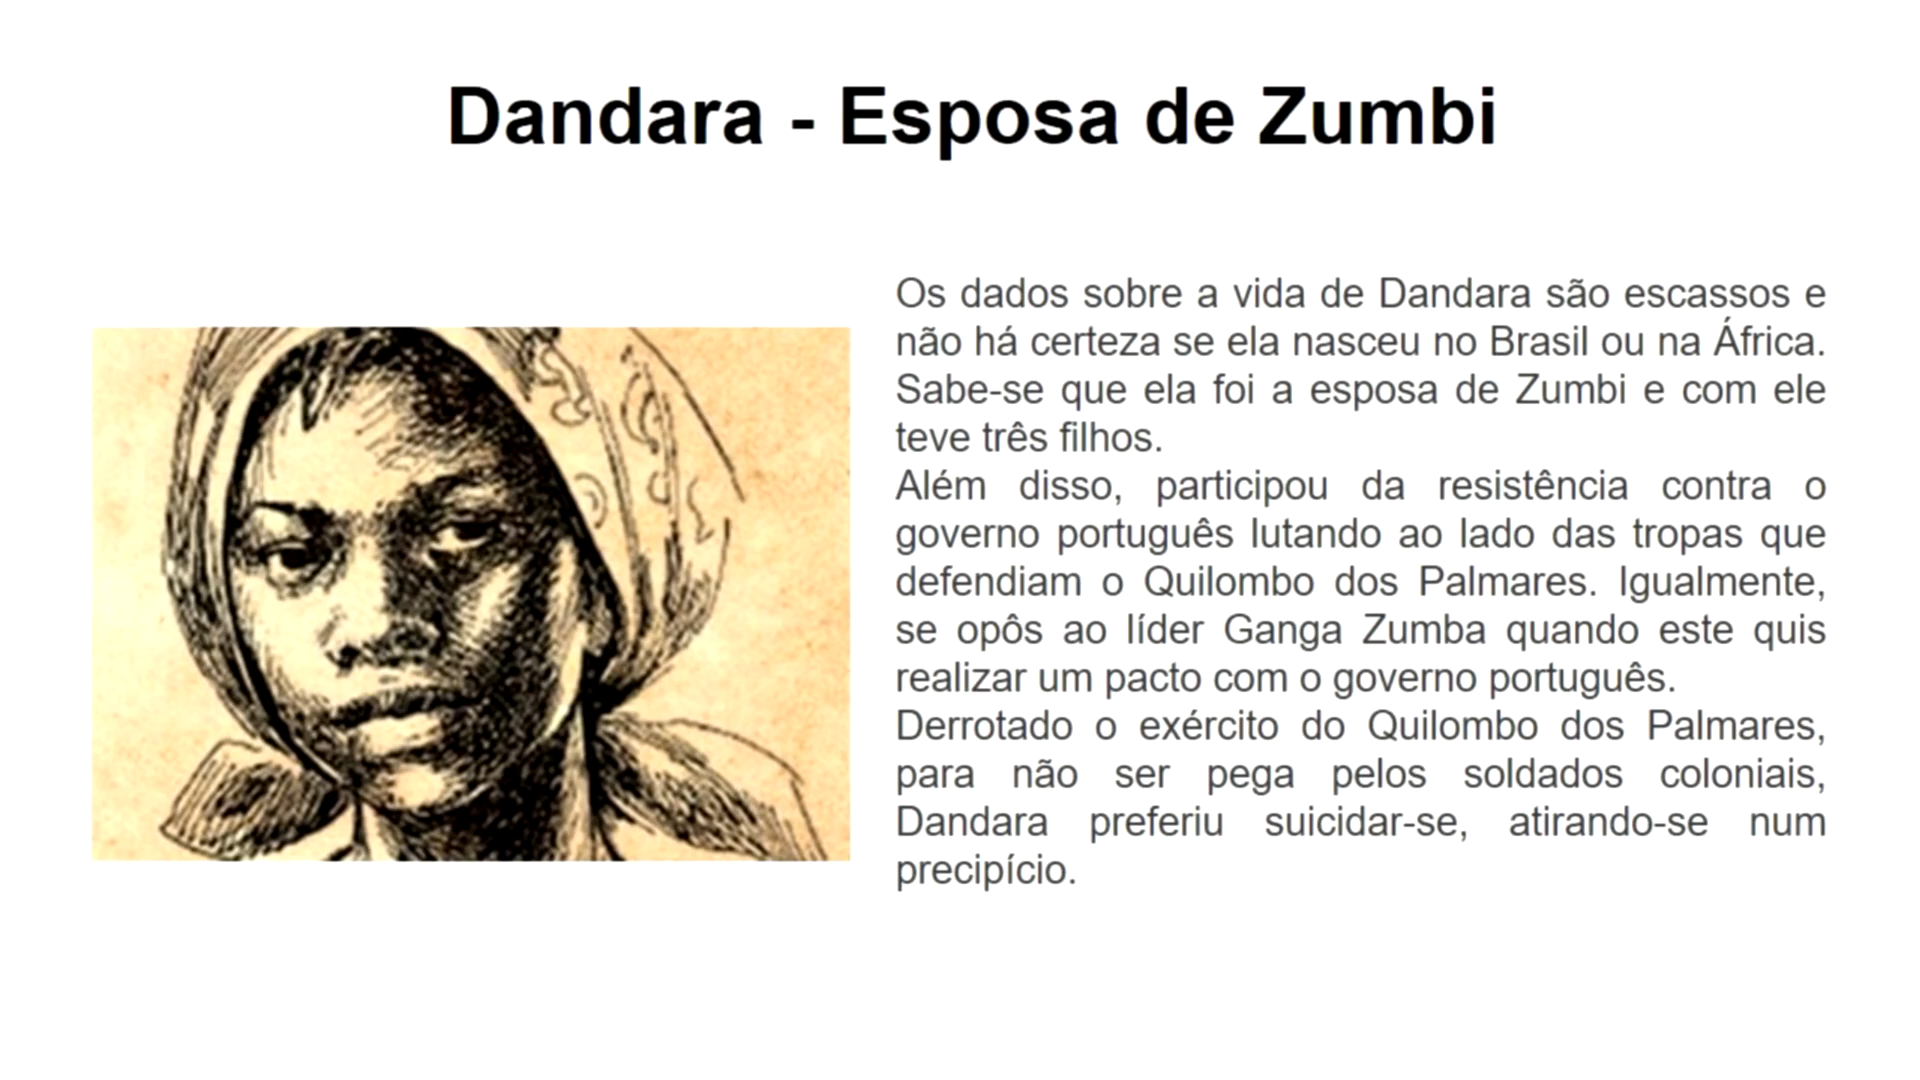 Dandara - Esposa de Zumbi
Os dados sobre a vida de Dandara são escassos e
não há certeza se ela nasceu no Brasil ou na África.
Sabe-se que ela foi a esposa de Zumbi e com ele
teve três filhos.
Além disso, participou da resistência contra o
governo português lutando ao lado das tropas que
defendiam o Quilombo dos Palmares. Igualmente,
se opôs ao líder Ganga Zumba quando este quis
realizar um pacto com o governo português.
Derrotado o exército do Quilombo dos Palmares,
para não ser pega pelos soldados coloniais,
Dandara preferiu suicidar-se, atirando-se num
precipício.